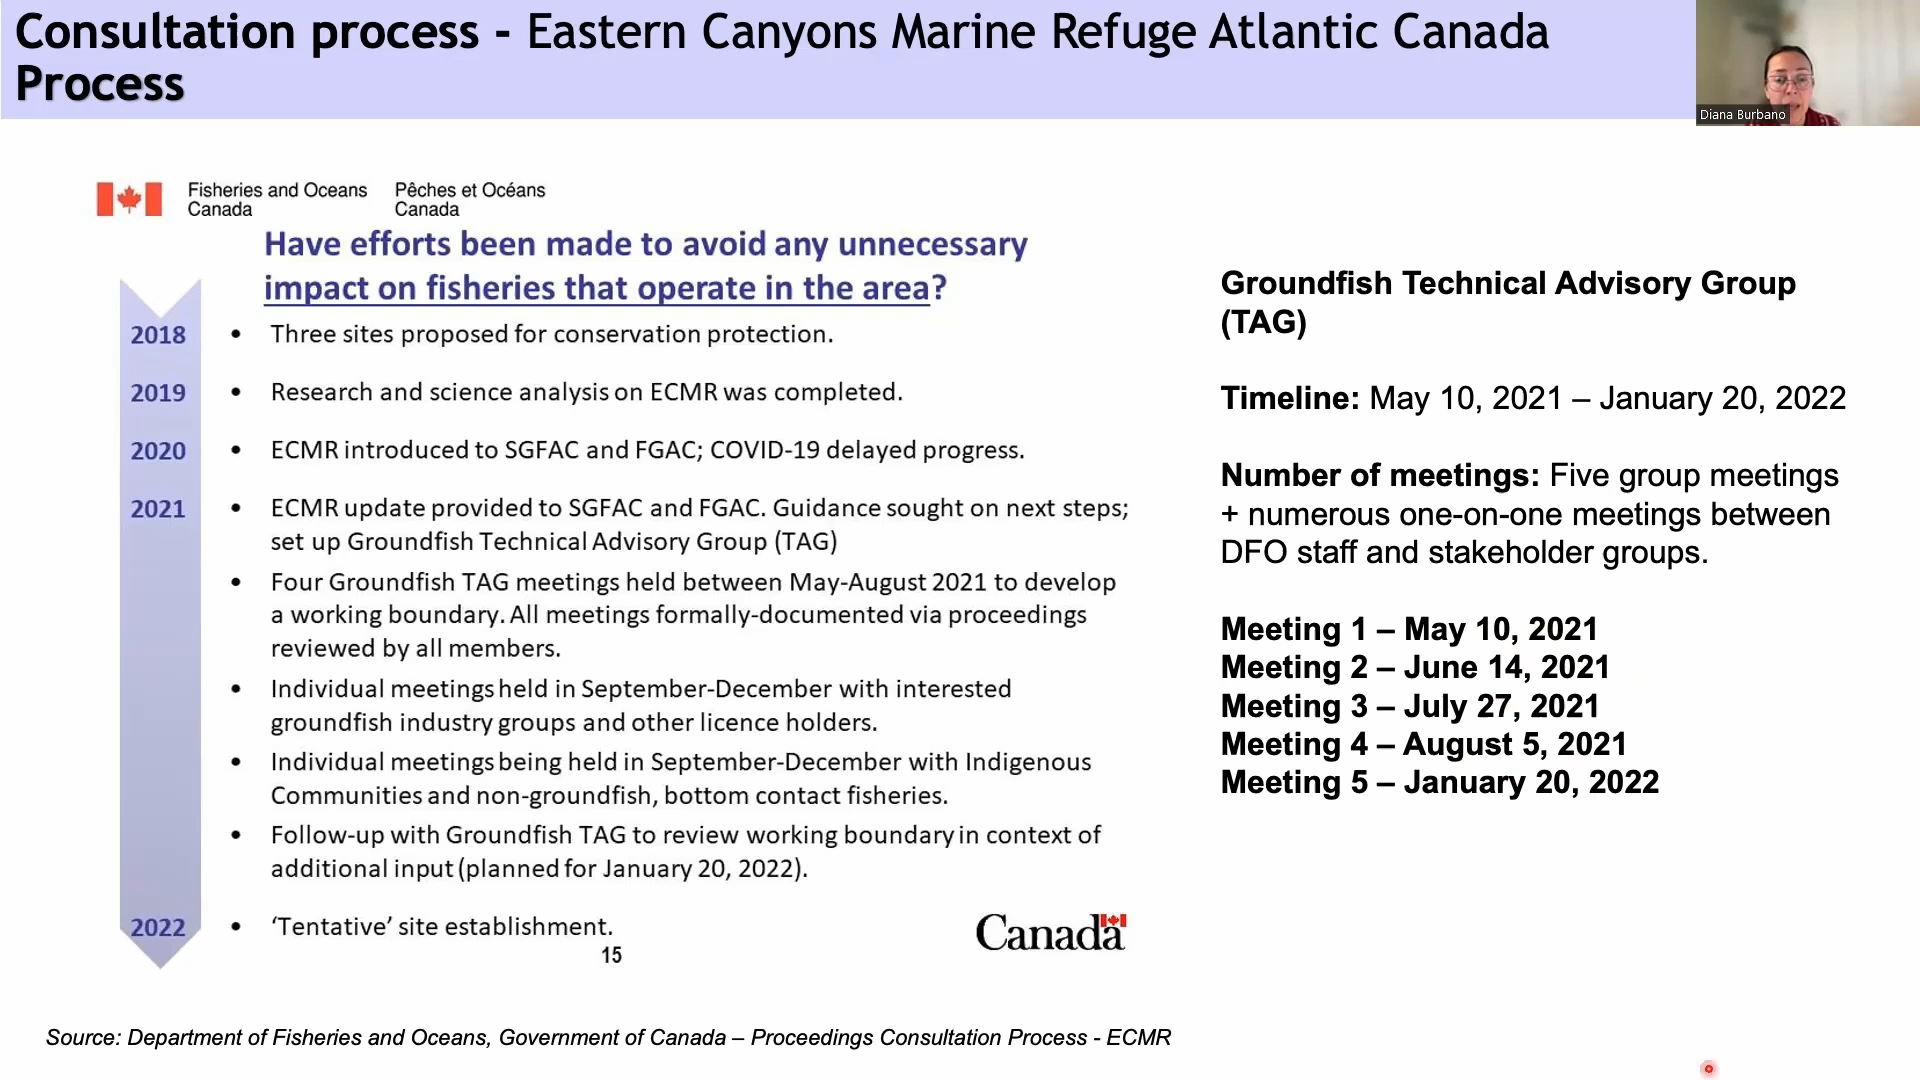 Consultation process - Eastern Canyons Marine Refuge Atlantic Canada
Process
Diana Burbano
Fisheries and Oceans
Canada
Pêches et Océans
Canada
Have efforts been made to avoid any unnecessary
impact on fisheries that operate in the area?
2018
• Three sites proposed for conservation protection.
2019
• Research and science analysis on ECMR was completed.
2020
• ECMR introduced to SGFAC and FGAC; COVID-19 delayed progress.
2021
• ECMR update provided to SGFAC and FGAC. Guidance sought on next steps;
set up Groundfish Technical Advisory Group (TAG)
• Four Groundfish TAG meetings held between May-August 2021 to develop
a working boundary. All meetings formally-documented via proceedings
reviewed by all members.
• Individual meetings held in September-December with interested
groundfish industry groups and other licence holders.
• Individual meetings being held in September-December with Indigenous
Communities and non-groundfish, bottom contact fisheries.
• Follow-up with Groundfish TAG to review working boundary in context of
additional input (planned for January 20, 2022).
2022
• ‘Tentative’ site establishment.
15
Canada
Groundfish Technical Advisory Group
(TAG)
Timeline: May 10, 2021 – January 20, 2022
Number of meetings: Five group meetings
+ numerous one-on-one meetings between
DFO staff and stakeholder groups.
Meeting 1 – May 10, 2021
Meeting 2 – June 14, 2021
Meeting 3 – July 27, 2021
Meeting 4 – August 5, 2021
Meeting 5 – January 20, 2022
Source: Department of Fisheries and Oceans, Government of Canada – Proceedings Consultation Process - ECMR